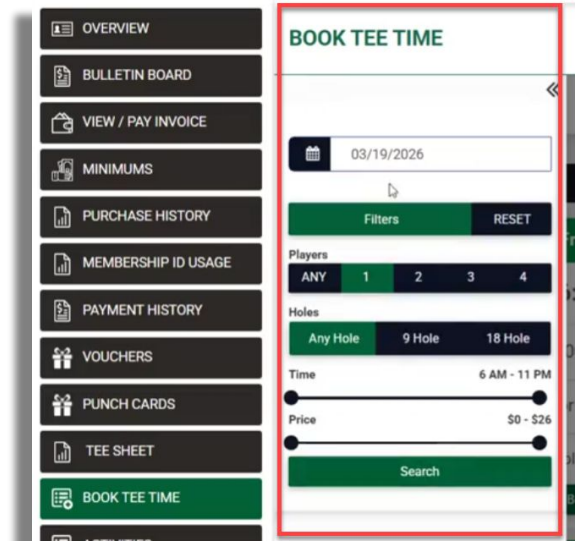 OVERVIEW
BULLETIN BOARD
VIEW / PAY INVOICE
MINIMUMS
PURCHASE HISTORY
MEMBERSHIP ID USAGE
PAYMENT HISTORY
VOUCHERS
PUNCH CARDS
TEE SHEET
BOOK TEE TIME
BOOK TEE TIME
03/19/2026
Filters RESET
Players
ANY 1 2 3 4
Holes
Any Hole 9 Hole 18 Hole
Time 6 AM - 11 PM
Price $0 - $26
Search